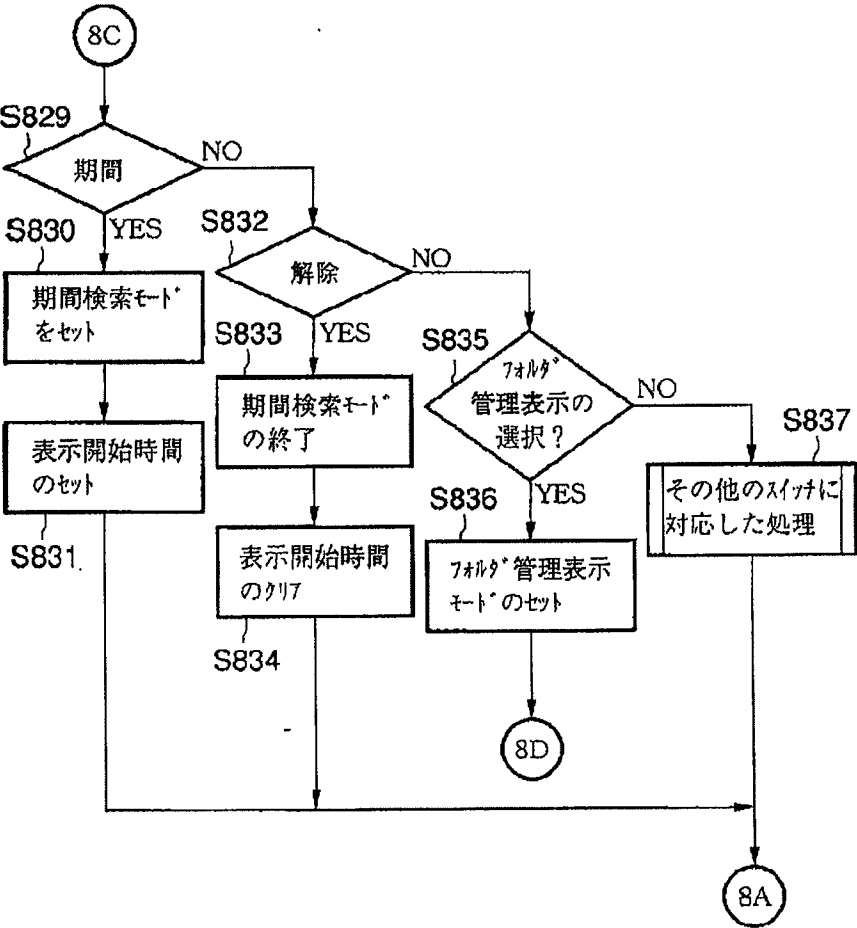 8C
S829
期間
NO
YES
S830
期間検索ﾓｰﾄﾞ
をｾｯﾄ
表示開始時間
のｾｯﾄ
S831
S832
解除
NO
YES
S833
期間検索ﾓｰﾄﾞ
の終了
表示開始時間
のｸﾘｱ
S834
S835
ﾌｫﾙﾀﾞ
管理表示の
選択？
NO
YES
S836
ﾌｫﾙﾀﾞ管理表示
ﾓｰﾄﾞのｾｯﾄ
8D
S837
その他のｽｲｯﾁに
対応した処理
8A